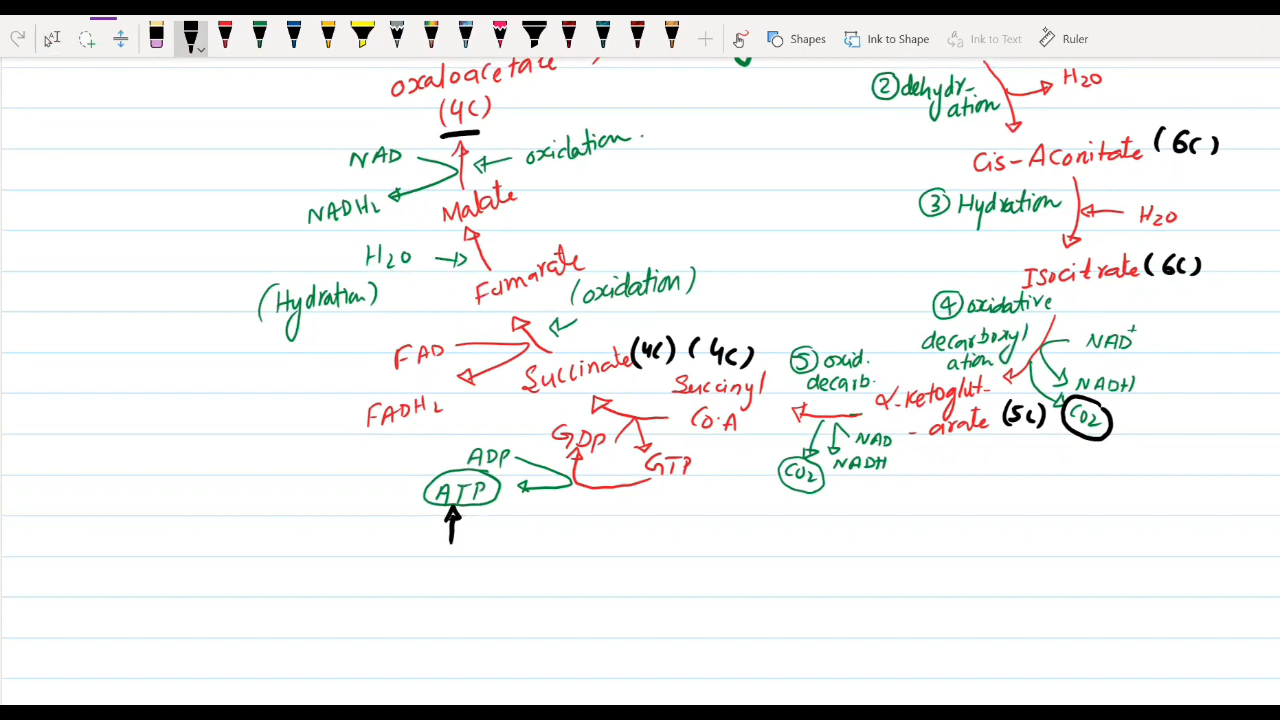 Shapes
Ink to Shape
Ink to Text
Ruler
oxaloacetate
(4C)
NAD
NADH2
oxidation
Malate
H2O
(Hydration)
Fumarate
(oxidation)
FAD
FADH2
Succinate (4C) (4C)
Succinyl
CO.A
GDP
GTP
ADP
ATP
② dehydr-
ation
H2O
Cis-Aconitate (6C)
③ Hydration
H2O
Isocitrate (6C)
④ oxidative
decarboxyl
ation
NAD+
NADH
CO2
α-ketoglut-
-arate (5C)
⑤ oxid.
decarb.
NAD
NADH
CO2